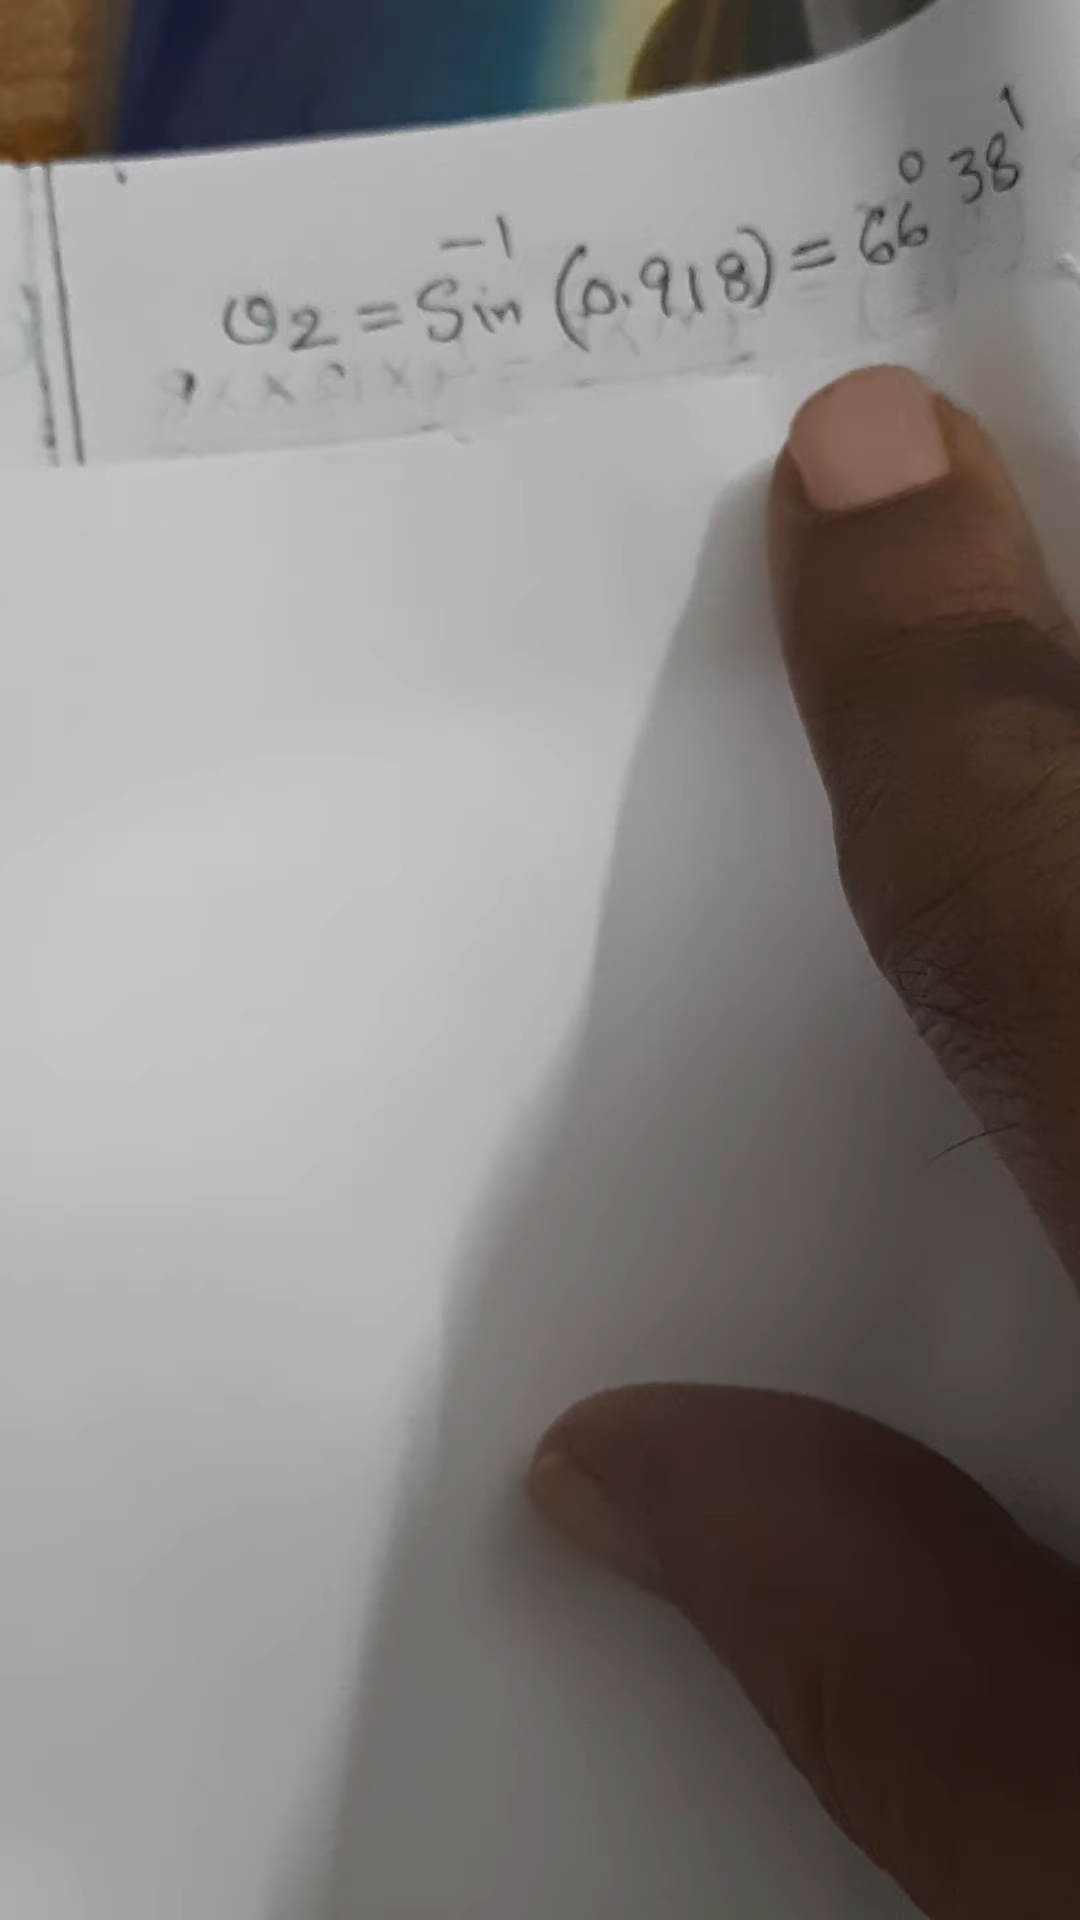 θ₂ = Sin⁻¹ (0.918) = 66° 38'